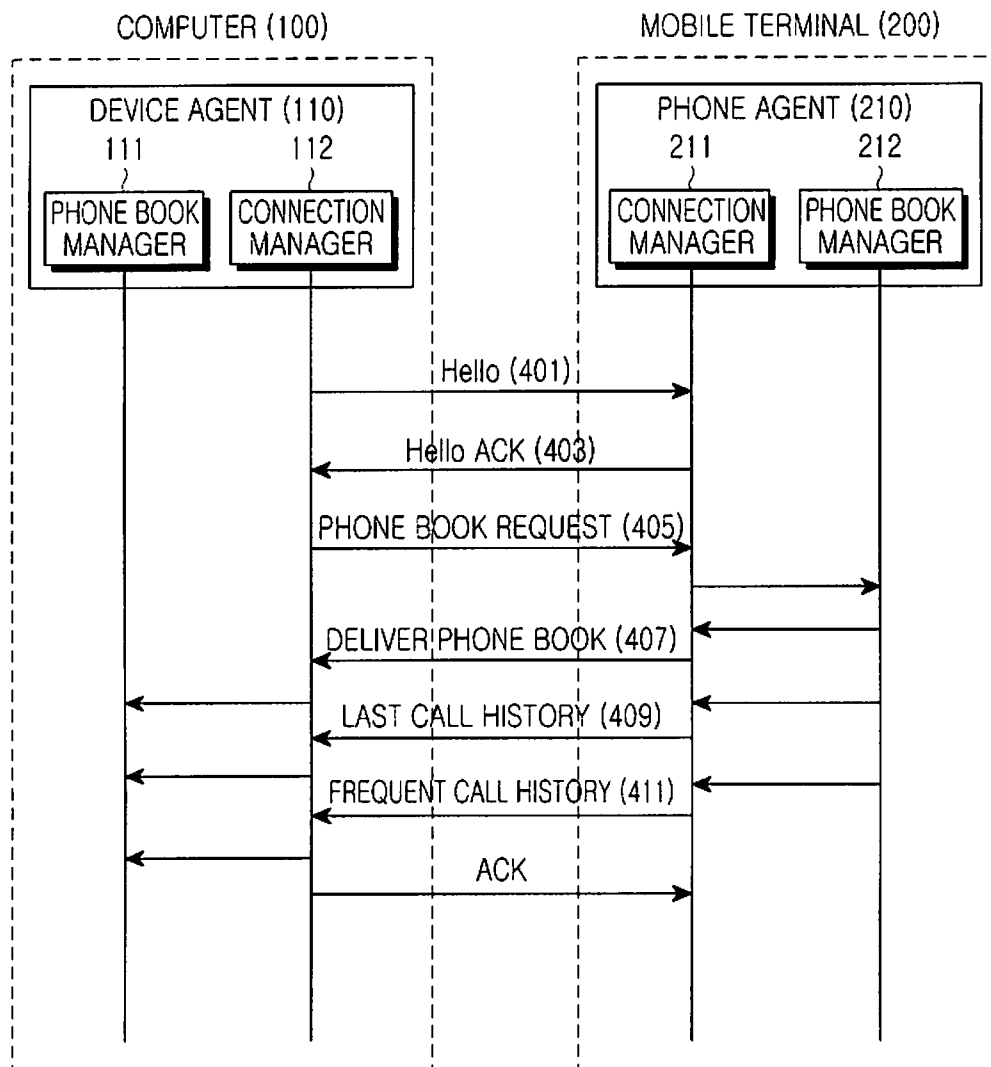 COMPUTER (100)
MOBILE TERMINAL (200)
DEVICE AGENT (110)
PHONE AGENT (210)
111
112
211
212
PHONE BOOK
MANAGER
CONNECTION
MANAGER
CONNECTION
MANAGER
PHONE BOOK
MANAGER
Hello (401)
Hello ACK (403)
PHONE BOOK REQUEST (405)
DELIVER PHONE BOOK (407)
LAST CALL HISTORY (409)
FREQUENT CALL HISTORY (411)
ACK